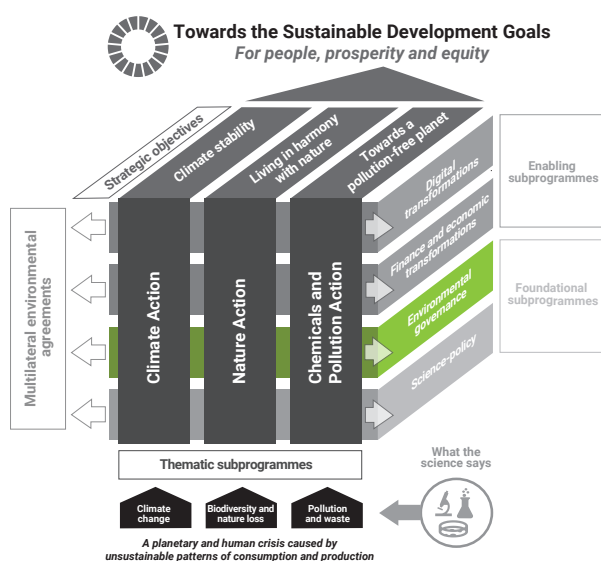 Towards the Sustainable Development Goals
For people, prosperity and equity
Strategic objectives
Climate stability
Living in harmony
with nature
Towards a
pollution-free planet
Digital
transformations
Finance and economic
transformations
Environmental
governance
Science-policy
Enabling
subprogrammes
Foundational
subprogrammes
Multilateral environmental
agreements
Climate Action
Nature Action
Chemicals and
Pollution Action
Thematic subprogrammes
What the
science says
Climate
change
Biodiversity and
nature loss
Pollution
and waste
A planetary and human crisis caused by
unsustainable patterns of consumption and production